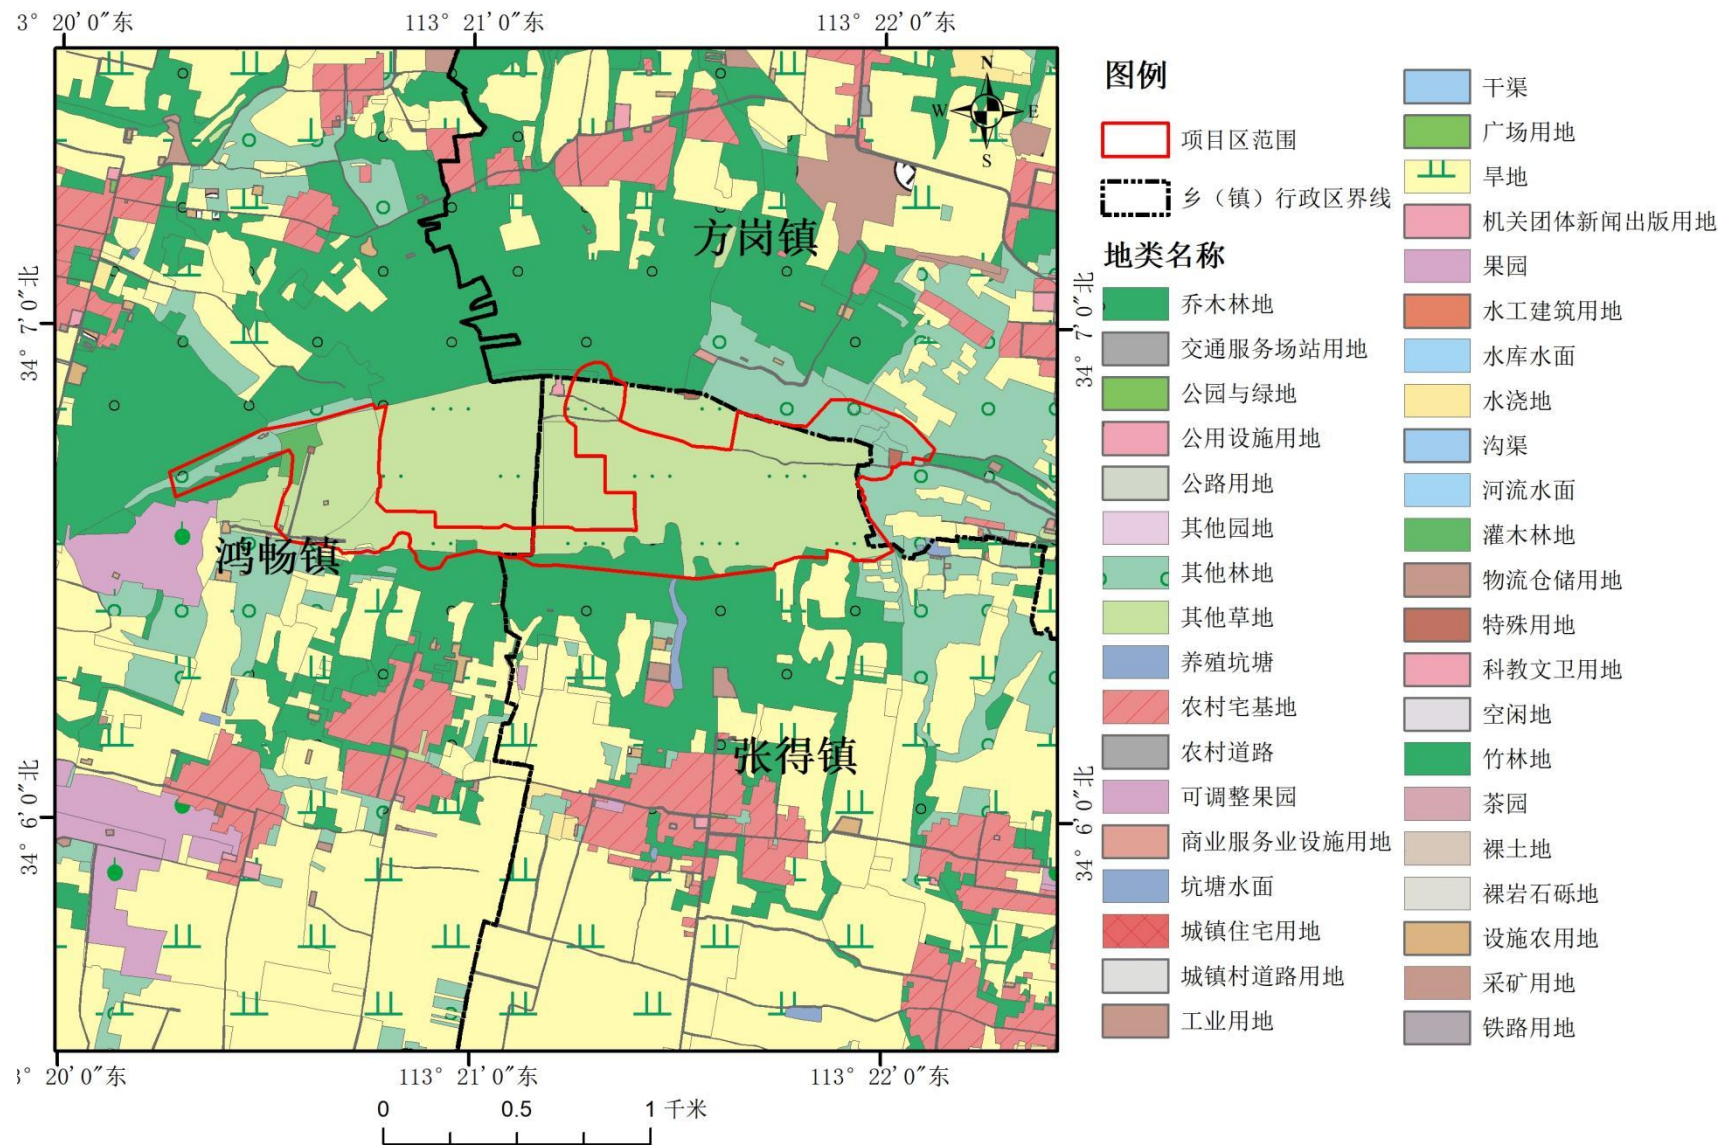 3° 20′0″东
113° 21′0″东
113° 22′0″东
34° 7′0″北
34° 6′0″北
N
W
E
S
方岗镇
鸿畅镇
张得镇
34° 7′0″北
34° 6′0″北
3° 20′0″东
113° 21′0″东
113° 22′0″东
0
0.5
1 千米
图例
项目区范围
乡（镇）行政区界线
地类名称
乔木林地
交通服务场站用地
公园与绿地
公用设施用地
公路用地
其他园地
其他林地
其他草地
养殖坑塘
农村宅基地
农村道路
可调整果园
商业服务业设施用地
坑塘水面
城镇住宅用地
城镇村道路用地
工业用地
干渠
广场用地
旱地
机关团体新闻出版用地
果园
水工建筑用地
水库水面
水浇地
沟渠
河流水面
灌木林地
物流仓储用地
特殊用地
科教文卫用地
空闲地
竹林地
茶园
裸土地
裸岩石砾地
设施农用地
采矿用地
铁路用地